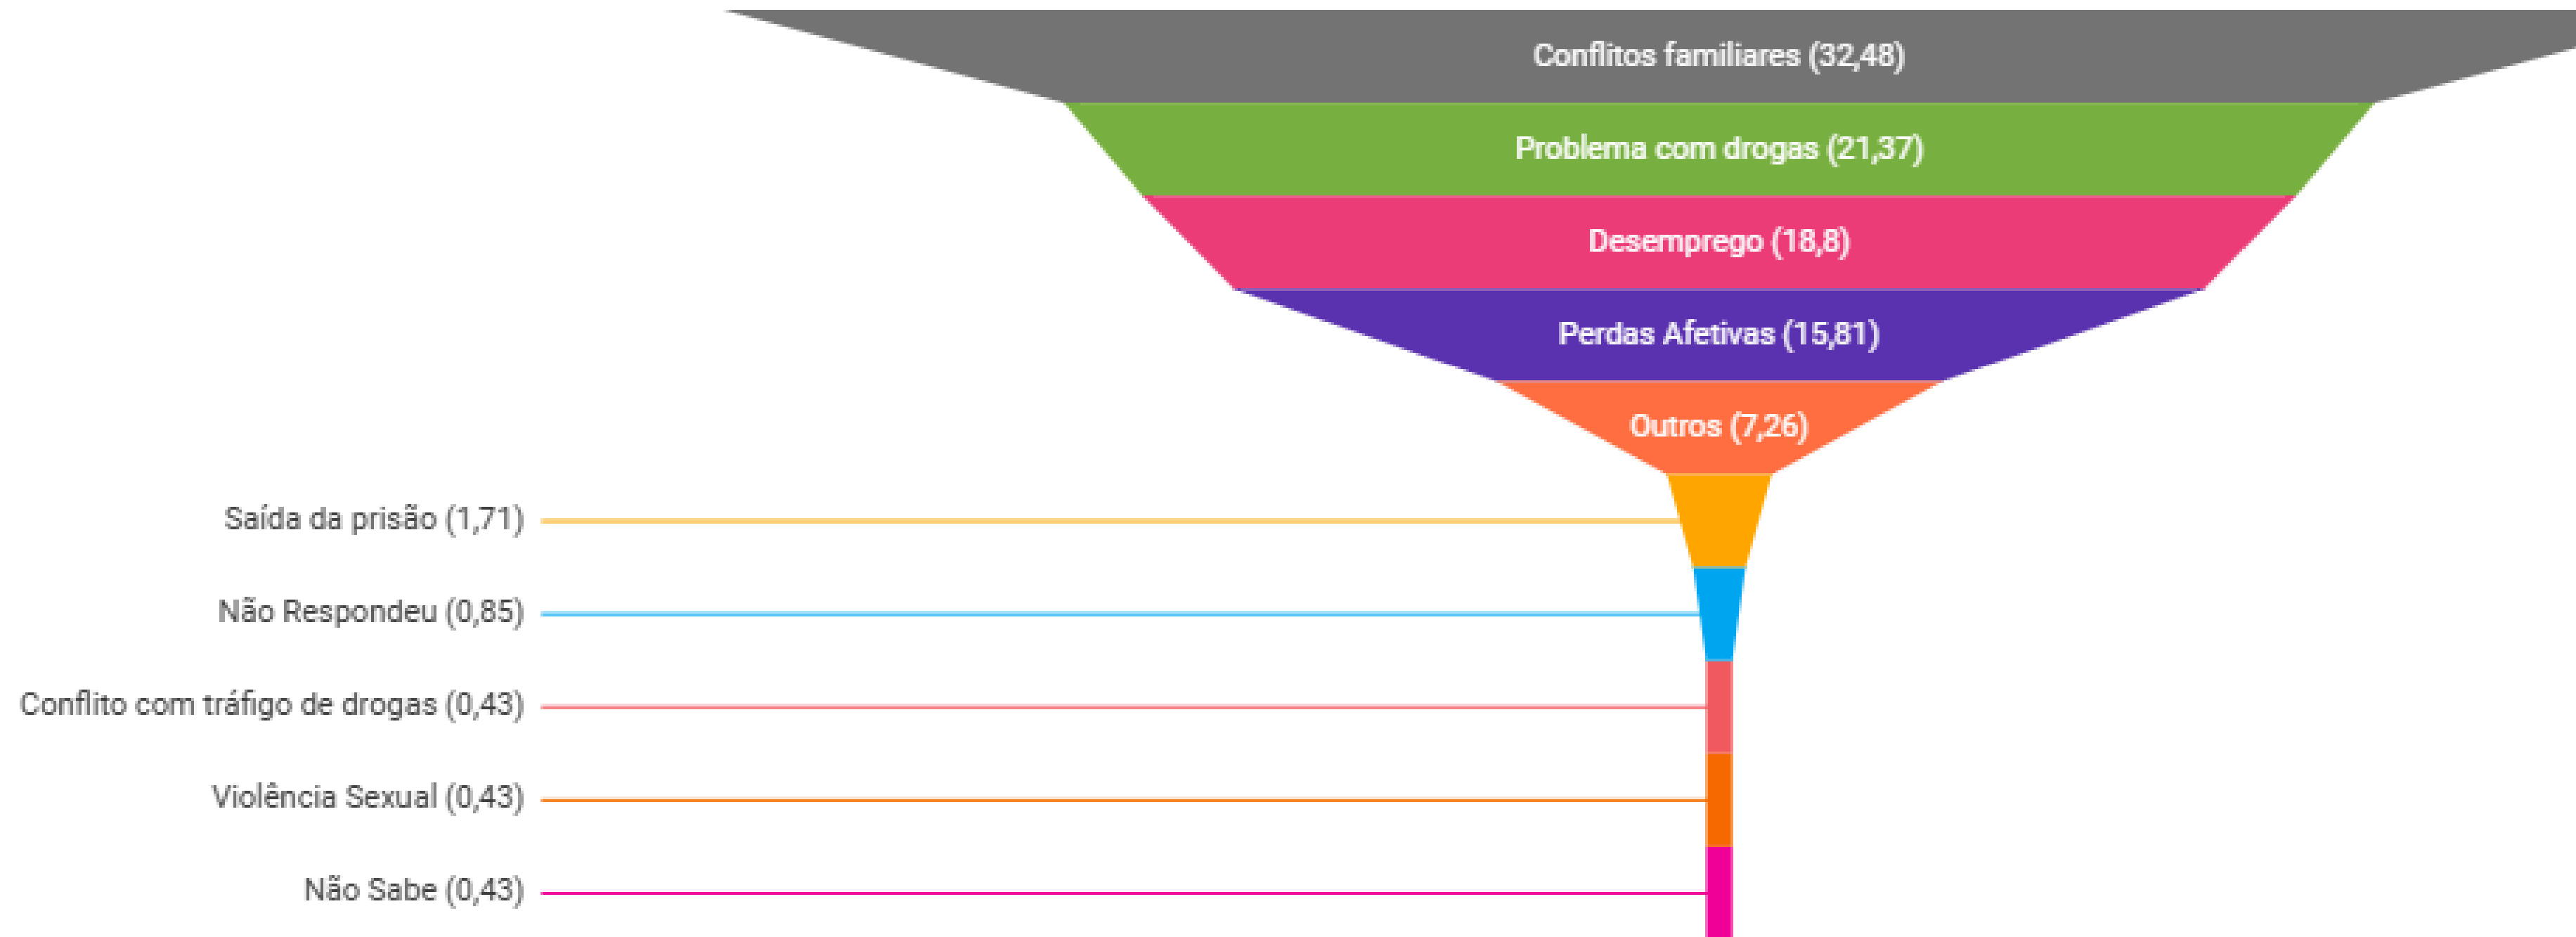 Conflitos familiares (32,48)
Problema com drogas (21,37)
Desemprego (18,8)
Perdas Afetivas (15,81)
Outros (7,26)
Saída da prisão (1,71)
Não Respondeu (0,85)
Conflito com tráfigo de drogas (0,43)
Violência Sexual (0,43)
Não Sabe (0,43)